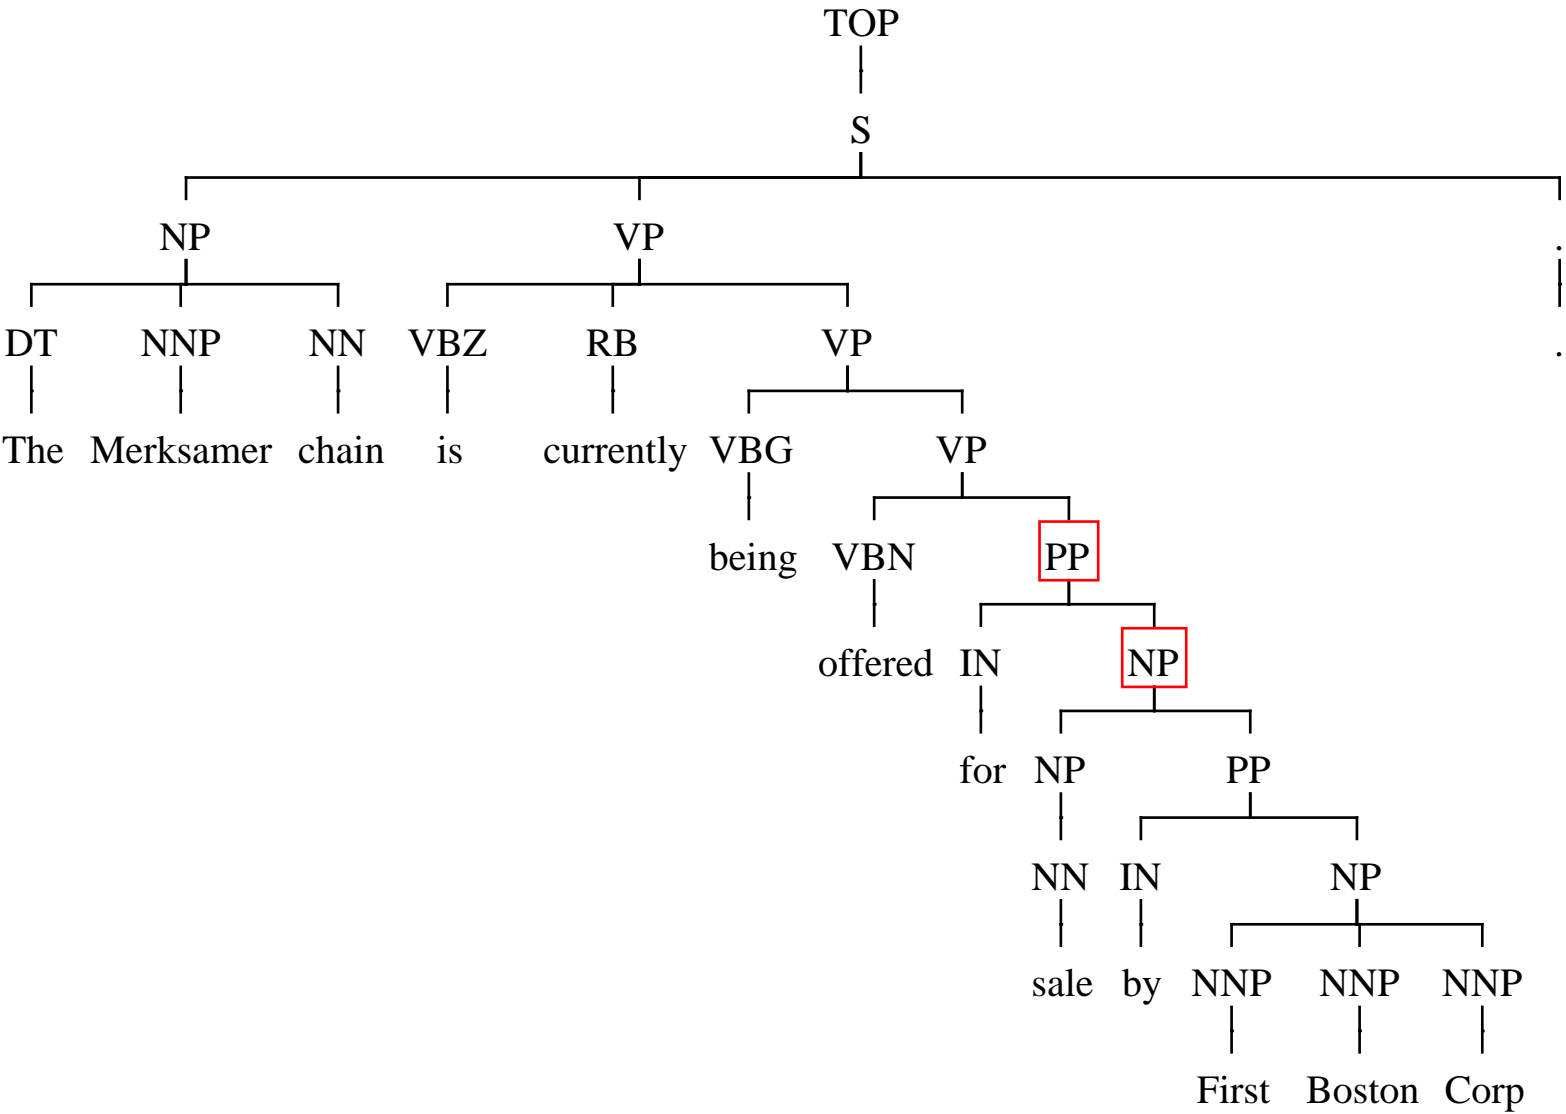 TOP
S
NP VP .
DT NNP NN VBZ RB VP .
The Merksamer chain is currently VBG VP
being VBN PP
offered IN NP
for NP PP
NN IN NP
sale by NNP NNP NNP
First Boston Corp